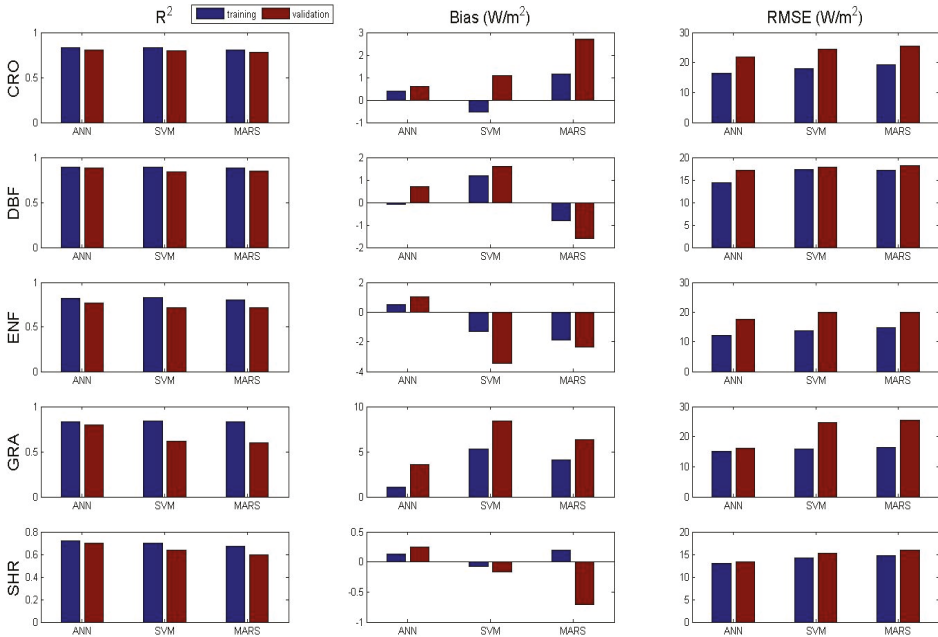 R² training validation Bias (W/m²) RMSE (W/m²)
CRO
1
0.5
0
ANN SVM MARS
3
2
1
0
-1
ANN SVM MARS
30
20
10
0
ANN SVM MARS
DBF
1
0.5
0
ANN SVM MARS
2
1
0
-1
-2
ANN SVM MARS
20
15
10
5
0
ANN SVM MARS
ENF
1
0.5
0
ANN SVM MARS
2
0
-2
-4
ANN SVM MARS
30
20
10
0
ANN SVM MARS
GRA
1
0.5
0
ANN SVM MARS
10
5
0
ANN SVM MARS
30
20
10
0
ANN SVM MARS
SHR
0.8
0.6
0.4
0.2
0
ANN SVM MARS
0.5
0
-0.5
-1
ANN SVM MARS
20
15
10
5
0
ANN SVM MARS